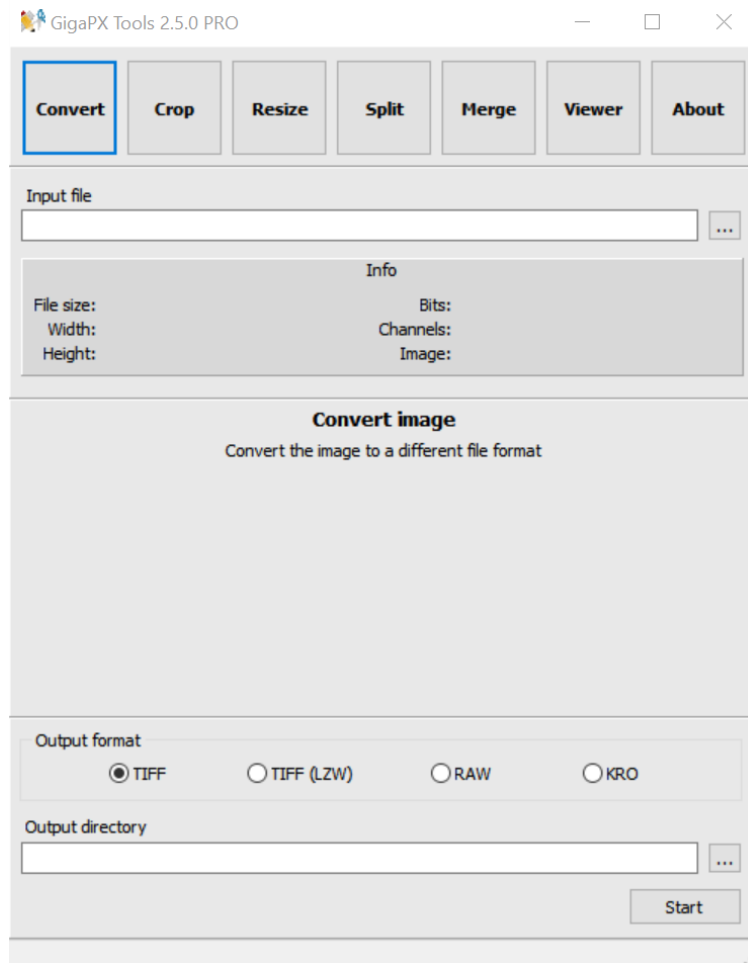 GigaPX Tools 2.5.0 PRO
Convert Crop Resize Split Merge Viewer About
Input file
...
Info
File size: Bits:
Width: Channels:
Height: Image:
Convert image
Convert the image to a different file format
Output format
TIFF TIFF (LZW) RAW KRO
Output directory
...
Start